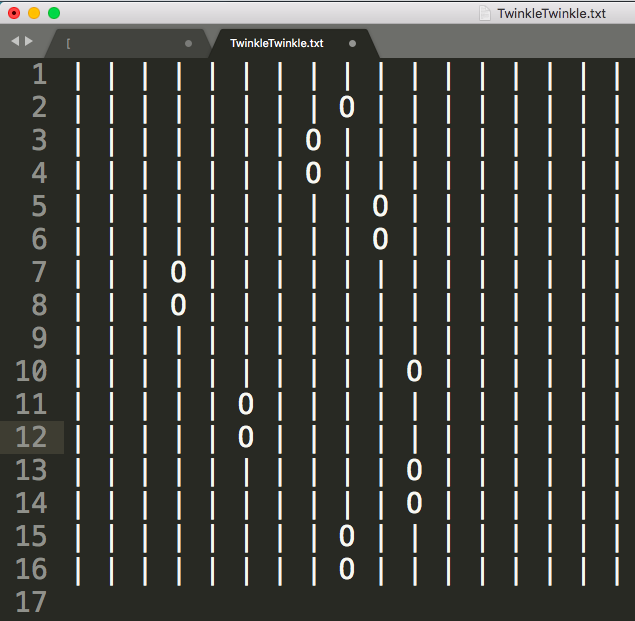 TwinkleTwinkle.txt
[ TwinkleTwinkle.txt
1 | | | | | | | | | | | | | | | | |
2 | | | | | | | | O | | | | | | | |
3 | | | | | | | O | | | | | | | | |
4 | | | | | | | O | | | | | | | | |
5 | | | | | | | | | O | | | | | | |
6 | | | | | | | | | O | | | | | | |
7 | | | O | | | | | | | | | | | | |
8 | | | O | | | | | | | | | | | | |
9 | | | | | | | | | | | | | | | | |
10 | | | | | | | | | | O | | | | | |
11 | | | | | O | | | | | | | | | | |
12 | | | | | O | | | | | | | | | | |
13 | | | | | | | | | | O | | | | | |
14 | | | | | | | | | | O | | | | | |
15 | | | | | | | | O | | | | | | | |
16 | | | | | | | | O | | | | | | | |
17